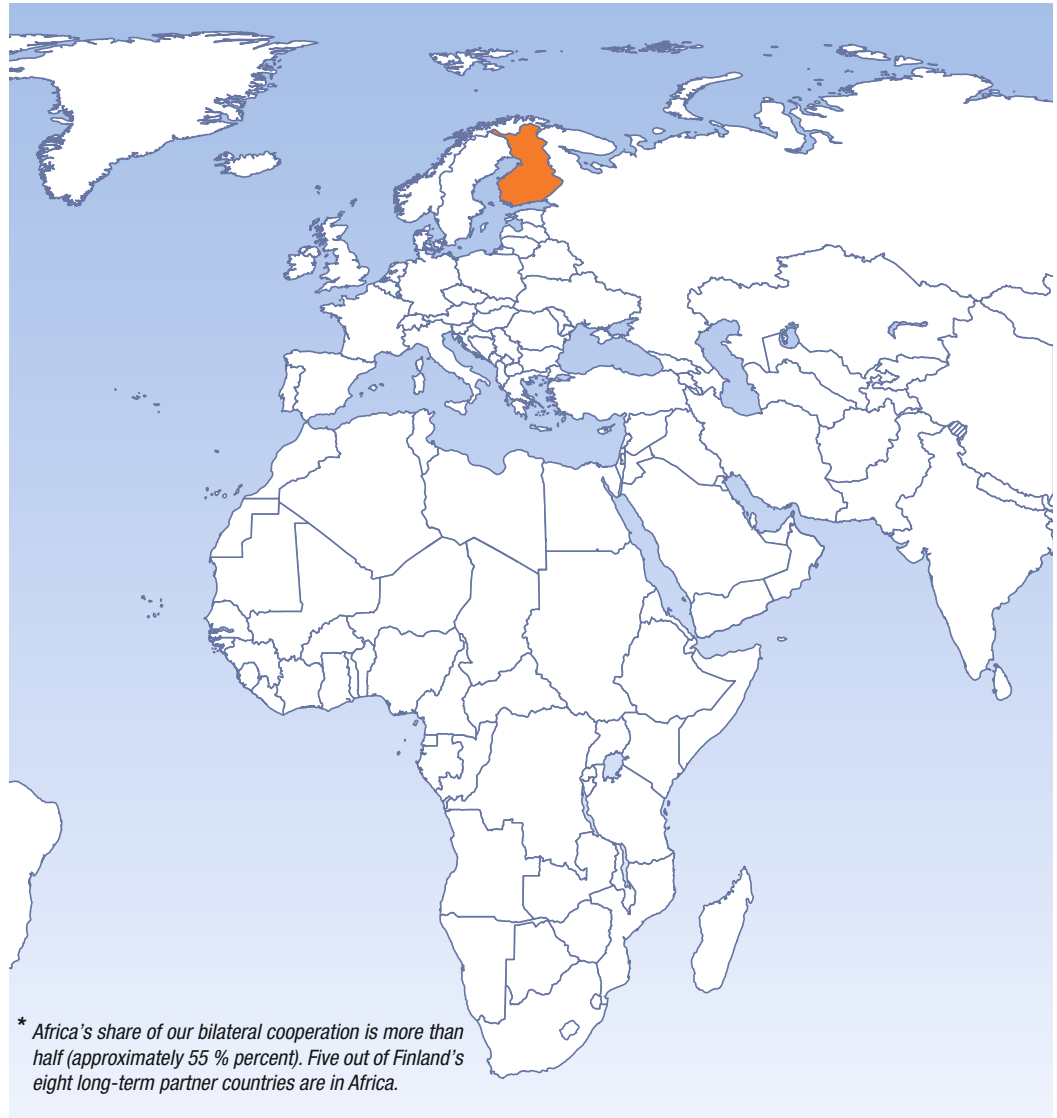 * Africa's share of our bilateral cooperation is more than
half (approximately 55 % percent). Five out of Finland's
eight long-term partner countries are in Africa.